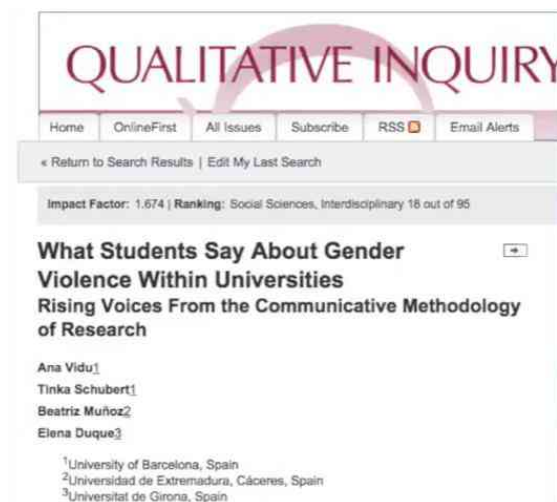 QUALITATIVE INQUIRY
Home OnlineFirst All Issues Subscribe RSS Email Alerts
« Return to Search Results | Edit My Last Search
Impact Factor: 1.674 | Ranking: Social Sciences, Interdisciplinary 18 out of 95
What Students Say About Gender
Violence Within Universities
Rising Voices From the Communicative Methodology
of Research
Ana Vidu1
Tinka Schubert1
Beatriz Muñoz2
Elena Duque3
1University of Barcelona, Spain
2Universidad de Extremadura, Cáceres, Spain
3Universitat de Girona, Spain